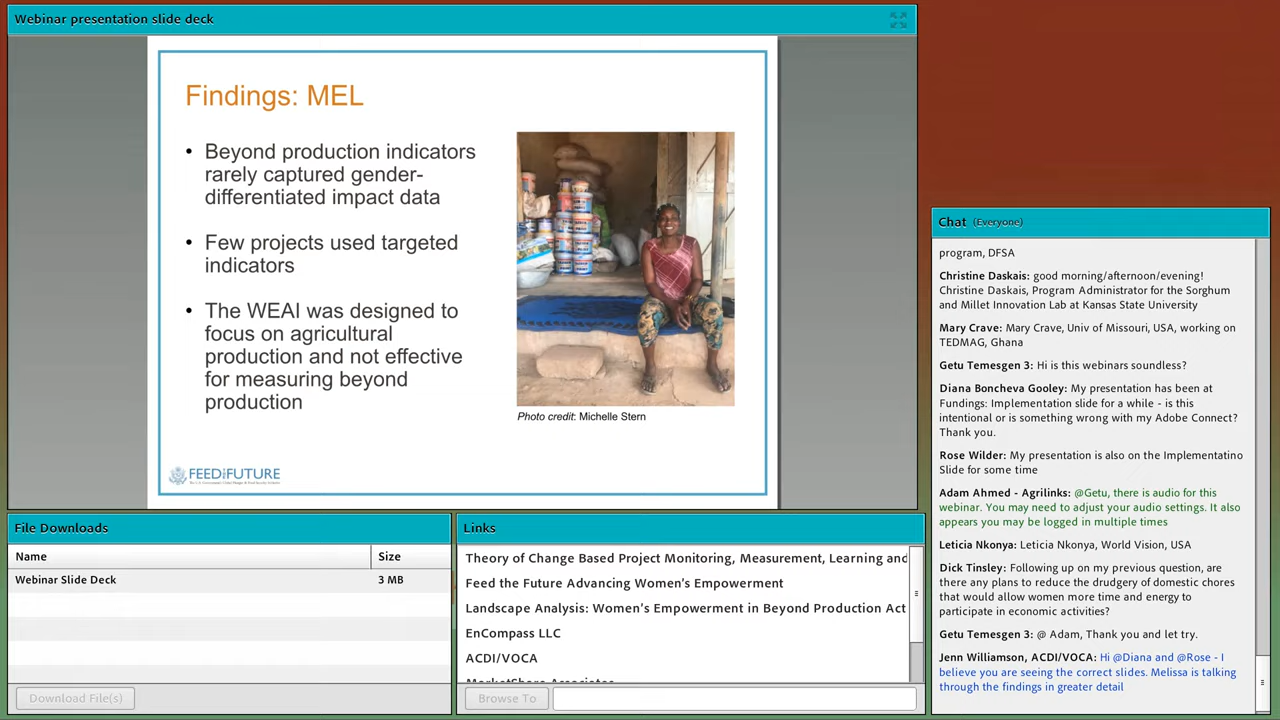 Webinar presentation slide deck
Findings: MEL
• Beyond production indicators
rarely captured gender-
differentiated impact data
• Few projects used targeted
indicators
• The WEAI was designed to
focus on agricultural
production and not effective
for measuring beyond
production
Photo credit: Michelle Stern
FEED THE FUTURE
File Downloads
Name Size
Webinar Slide Deck 3 MB
Download File(s)
Links
Theory of Change Based Project Monitoring, Measurement, Learning and
Feed the Future Advancing Women's Empowerment
Landscape Analysis: Women's Empowerment in Beyond Production Act
EnCompass LLC
ACDI/VOCA
MarketShare Associates
Browse To
Chat (Everyone)
program, DFSA
Christine Daskais: good morning/afternoon/evening!
Christine Daskais, Program Administrator for the Sorghum
and Millet Innovation Lab at Kansas State University
Mary Crave: Mary Crave, Univ of Missouri, USA, working on
TEDMAG, Ghana
Getu Temesgen 3: Hi is this webinars soundless?
Diana Boncheva Gooley: My presentation has been at
Fundings: Implementation slide for a while - is this
intentional or is something wrong with my Adobe Connect?
Thank you.
Rose Wilder: My presentation is also on the Implementatino
Slide for some time
Adam Ahmed - Agrilinks: @Getu, there is audio for this
webinar. You may need to adjust your audio settings. It also
appears you may be logged in multiple times
Leticia Nkonya: Leticia Nkonya, World Vision, USA
Dick Tinsley: Following up on my previous question, are
there any plans to reduce the drudgery of domestic chores
that would allow women more time and energy to
participate in economic activities?
Getu Temesgen 3: @ Adam, Thank you and let try.
Jenn Williamson, ACDI/VOCA: Hi @Diana and @Rose - I
believe you are seeing the correct slides. Melissa is talking
through the findings in greater detail